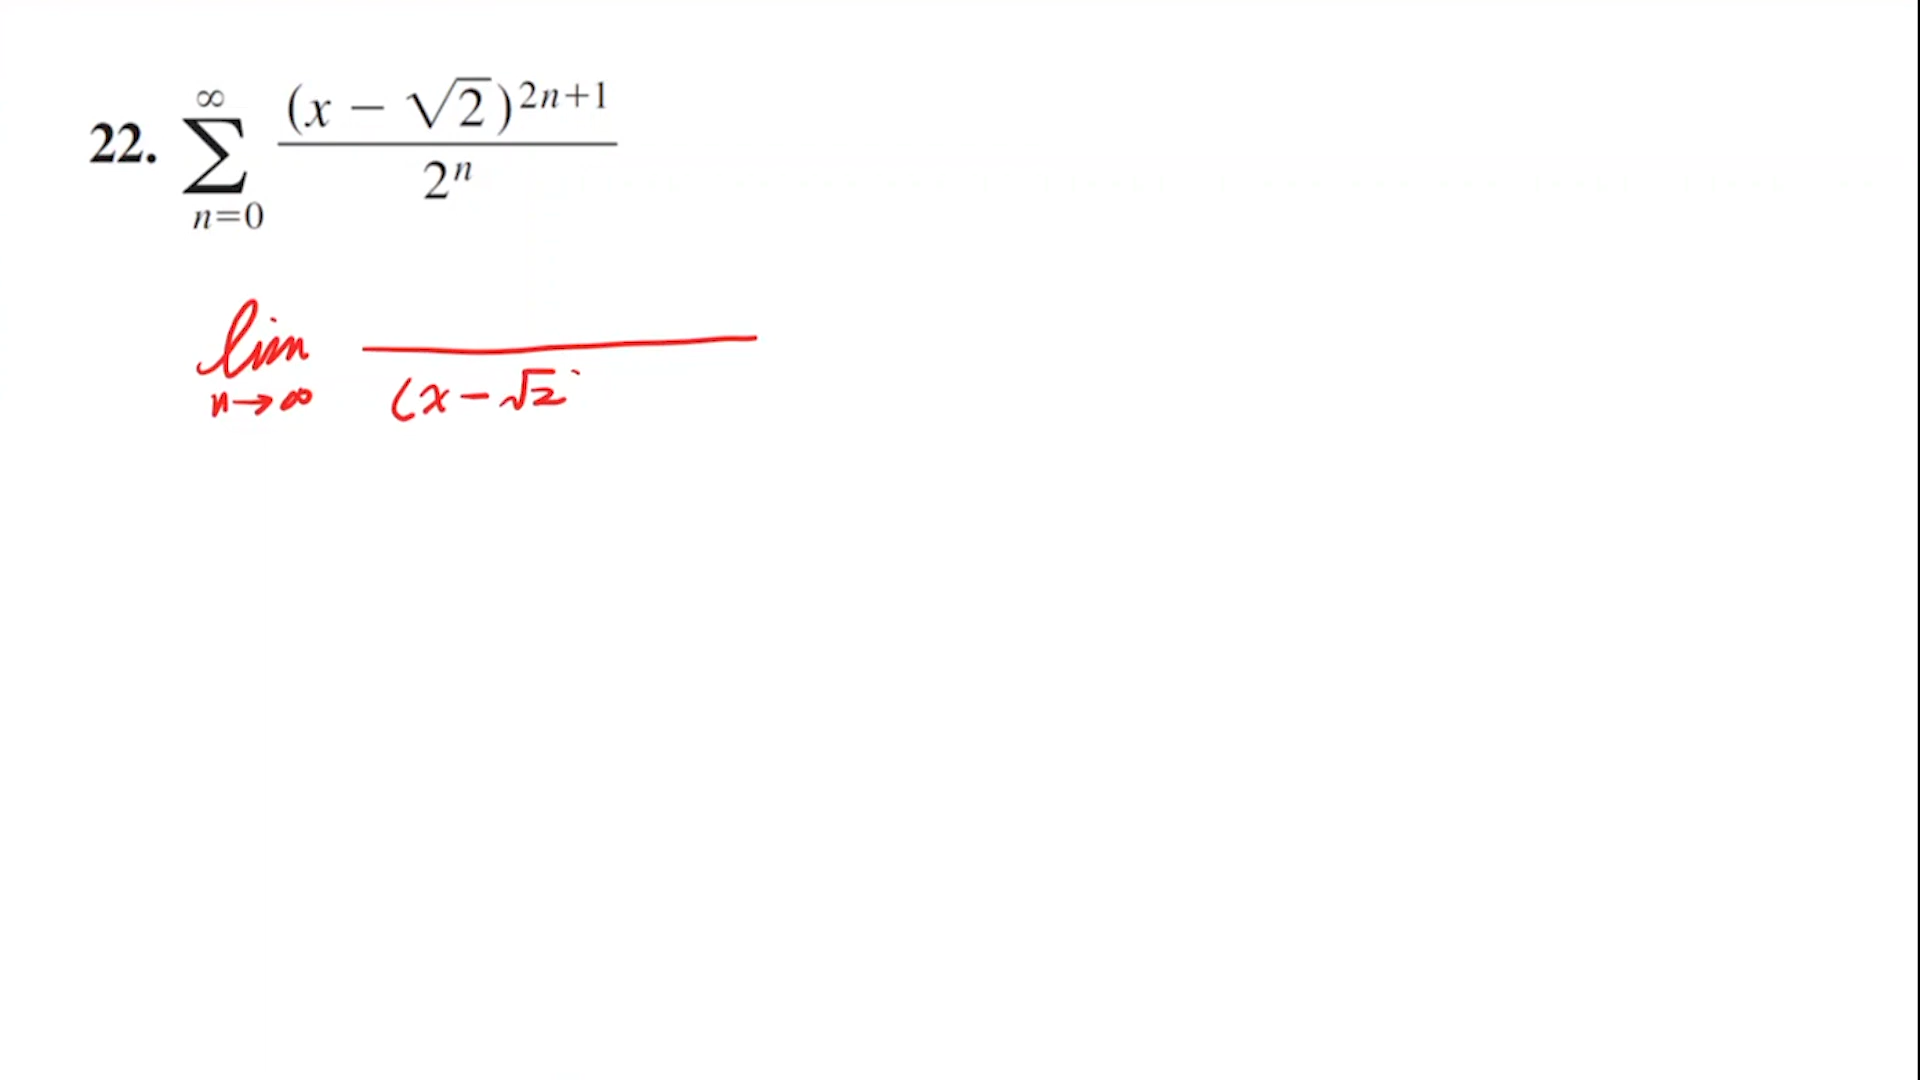 22. ∞ ∑ n=0 (x − √2)^{2n+1} / 2^n
lim n→∞ ——— (x − √2